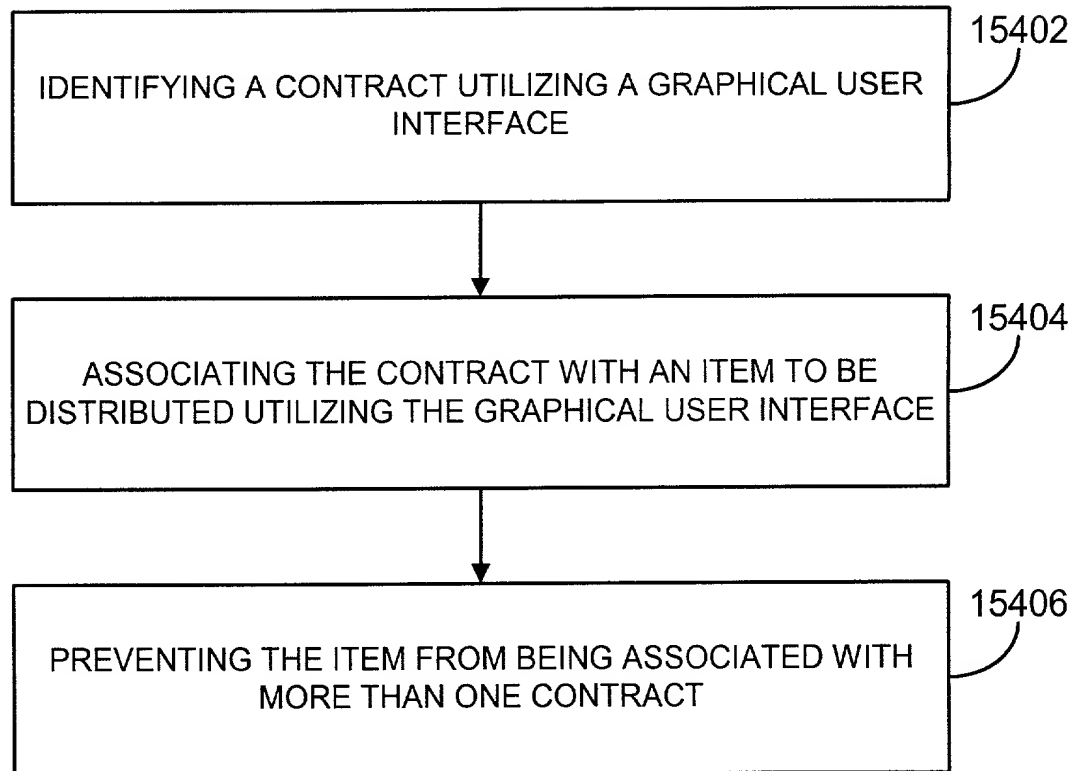 15402
IDENTIFYING A CONTRACT UTILIZING A GRAPHICAL USER
INTERFACE
15404
ASSOCIATING THE CONTRACT WITH AN ITEM TO BE
DISTRIBUTED UTILIZING THE GRAPHICAL USER INTERFACE
15406
PREVENTING THE ITEM FROM BEING ASSOCIATED WITH
MORE THAN ONE CONTRACT